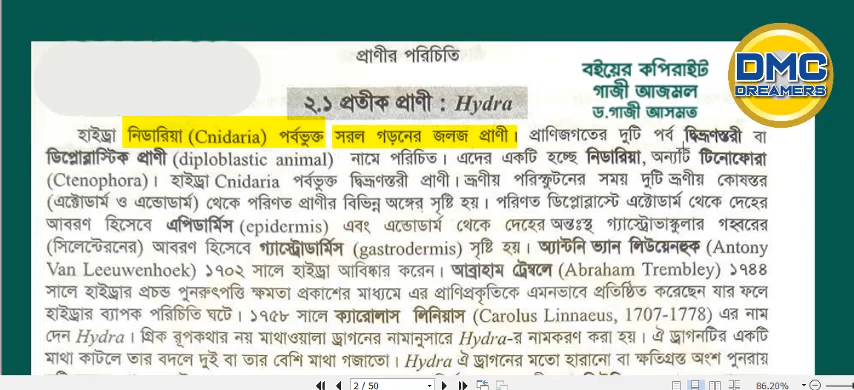 প্রাণীর পরিচিতি
বইয়ের কপিরাইট
গাজী আজমল
ড.গাজী আসমত
DMC
DREAMERS
২.১ প্রতীক প্রাণী : Hydra
হাইড্রা নিডারিয়া (Cnidaria) পর্বভুক্ত সরল গড়নের জলজ প্রাণী। প্রাণিজগতের দুটি পর্ব দ্বিভ্রূণস্তরী বা
ডিপ্লোব্লাস্টিক প্রাণী (diploblastic animal) নামে পরিচিত। এদের একটি হচ্ছে নিডারিয়া, অন্যটি টিনোফোরা
(Ctenophora)। হাইড্রা Cnidaria পর্বভুক্ত দ্বিভ্রূণস্তরী প্রাণী। ভ্রূণীয় পরিস্ফুটনের সময় দুটি ভ্রূণীয় কোষস্তর
(এক্টোডার্ম ও এন্ডোডার্ম) থেকে পরিণত প্রাণীর বিভিন্ন অঙ্গের সৃষ্টি হয়। পরিণত ডিপ্লোব্লাস্টে এক্টোডার্ম থেকে দেহের
আবরণ হিসেবে এপিডার্মিস (epidermis) এবং এন্ডোডার্ম থেকে দেহের অন্তঃস্থ গ্যাস্ট্রোভাস্কুলার গহ্বরের
(সিলেন্টেরনের) আবরণ হিসেবে গ্যাস্ট্রোডার্মিস (gastrodermis) সৃষ্টি হয়। অ্যান্টনি ভ্যান লিউয়েনহুক (Antony
Van Leeuwenhoek) ১৭০২ সালে হাইড্রা আবিষ্কার করেন। আব্রাহাম ট্রেম্বলে (Abraham Trembley) ১৭৪৪
সালে হাইড্রার প্রচন্ড পুনরুৎপত্তি ক্ষমতা প্রকাশের মাধ্যমে এর প্রাণিপ্রকৃতিকে এমনভাবে প্রতিষ্ঠিত করেছেন যার ফলে
হাইড্রার ব্যাপক পরিচিতি ঘটে। ১৭৫৮ সালে ক্যারোলাস লিনিয়াস (Carolus Linnaeus, 1707-1778) এর নাম
দেন Hydra। গ্রিক রূপকথার নয় মাথাওয়ালা ড্রাগনের নামানুসারে Hydra-র নামকরণ করা হয়। ঐ ড্রাগনটির একটি
মাথা কাটলে তার বদলে দুই বা তার বেশি মাথা গজাতো। Hydra ঐ ড্রাগনের মতো হারানো বা ক্ষতিগ্রস্ত অংশ পুনরায়
2 / 50
86.20%